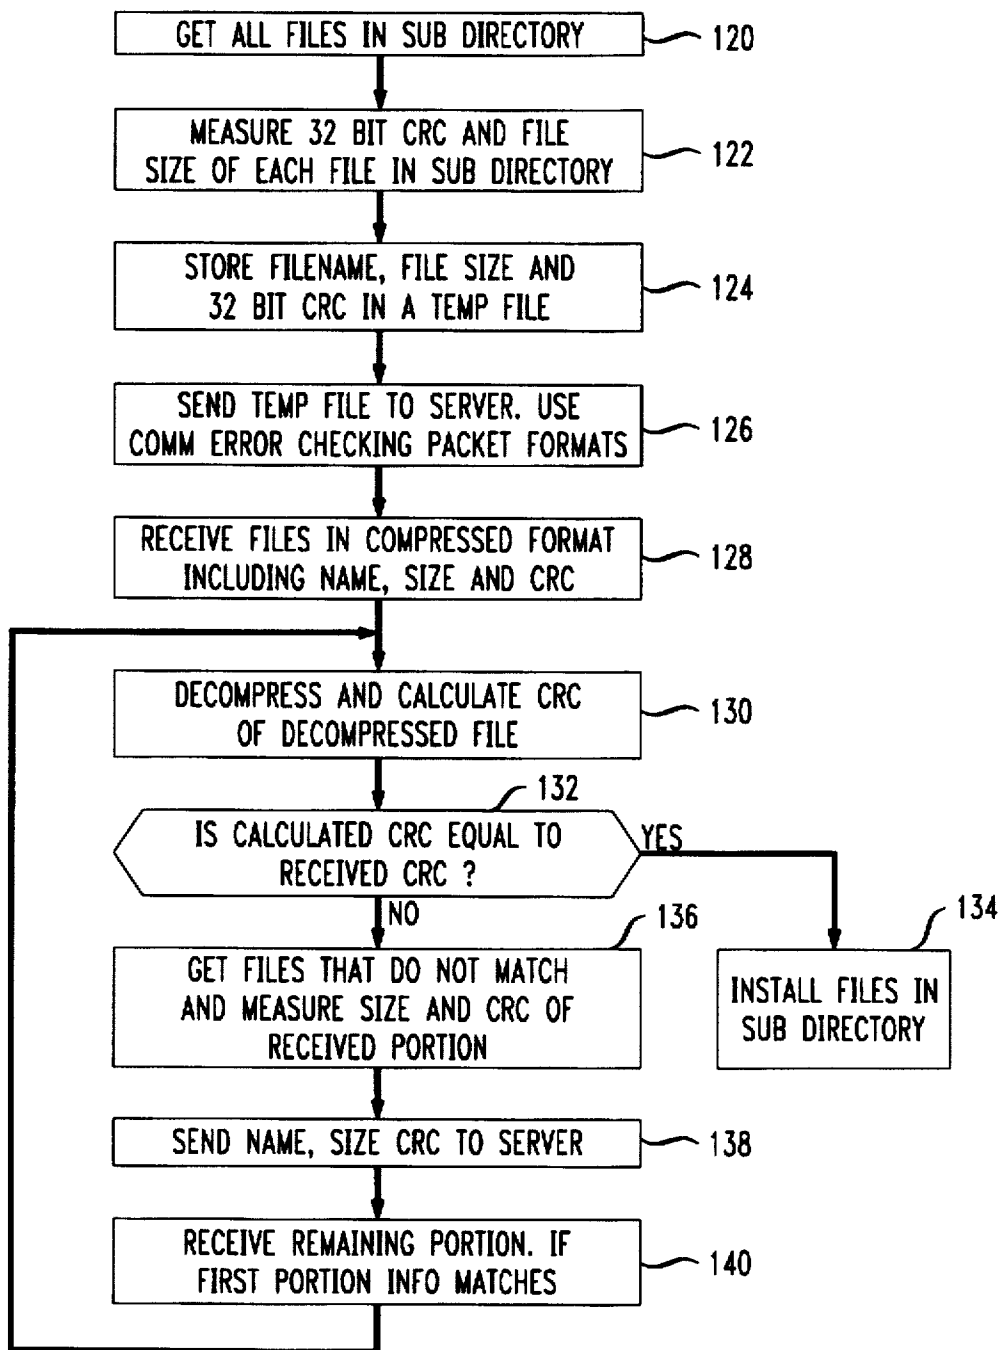 GET ALL FILES IN SUB DIRECTORY
120
MEASURE 32 BIT CRC AND FILE
SIZE OF EACH FILE IN SUB DIRECTORY
122
STORE FILENAME, FILE SIZE AND
32 BIT CRC IN A TEMP FILE
124
SEND TEMP FILE TO SERVER. USE
COMM ERROR CHECKING PACKET FORMATS
126
RECEIVE FILES IN COMPRESSED FORMAT
INCLUDING NAME, SIZE AND CRC
128
DECOMPRESS AND CALCULATE CRC
OF DECOMPRESSED FILE
130
132
IS CALCULATED CRC EQUAL TO
RECEIVED CRC ?
YES
NO
136
134
GET FILES THAT DO NOT MATCH
AND MEASURE SIZE AND CRC OF
RECEIVED PORTION
INSTALL FILES IN
SUB DIRECTORY
SEND NAME, SIZE CRC TO SERVER
138
RECEIVE REMAINING PORTION. IF
FIRST PORTION INFO MATCHES
140